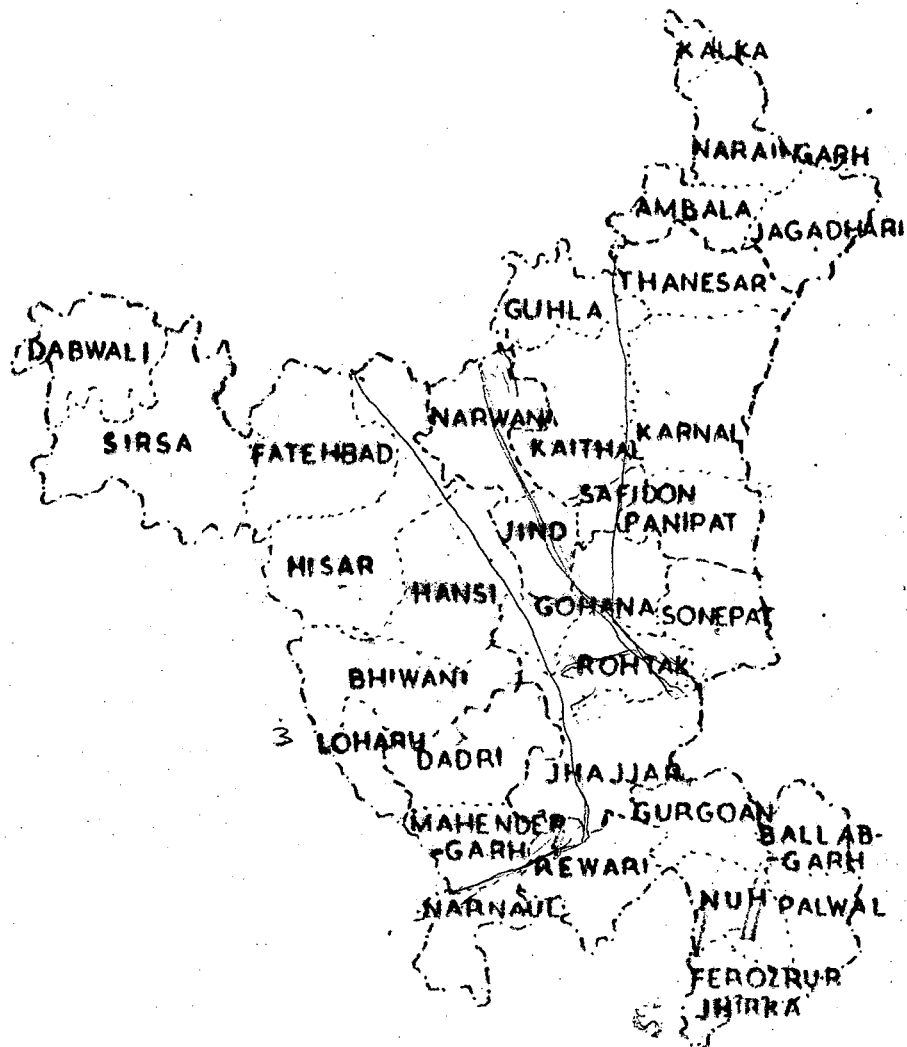 KALKA
NARAINGARH
AMBALA
JAGADHARI
THANESAR
GUHLA
DABWALI
NARWANA
SIRSA
FATEHBAD
KAITHAL
KARNAL
SAFIDON
JIND
PANIPAT
HISAR
HANSI
GOHANA
SONEPAT
ROHTAK
BHIWANI
3
LOHARU
DADRI
JHAJJAR
MAHENDER
-GARH
GURGOAN
BALLAB-
-GARH
REWARI
NARNAUL
NUH
PALWAL
FEROZRUR
JHIRKA